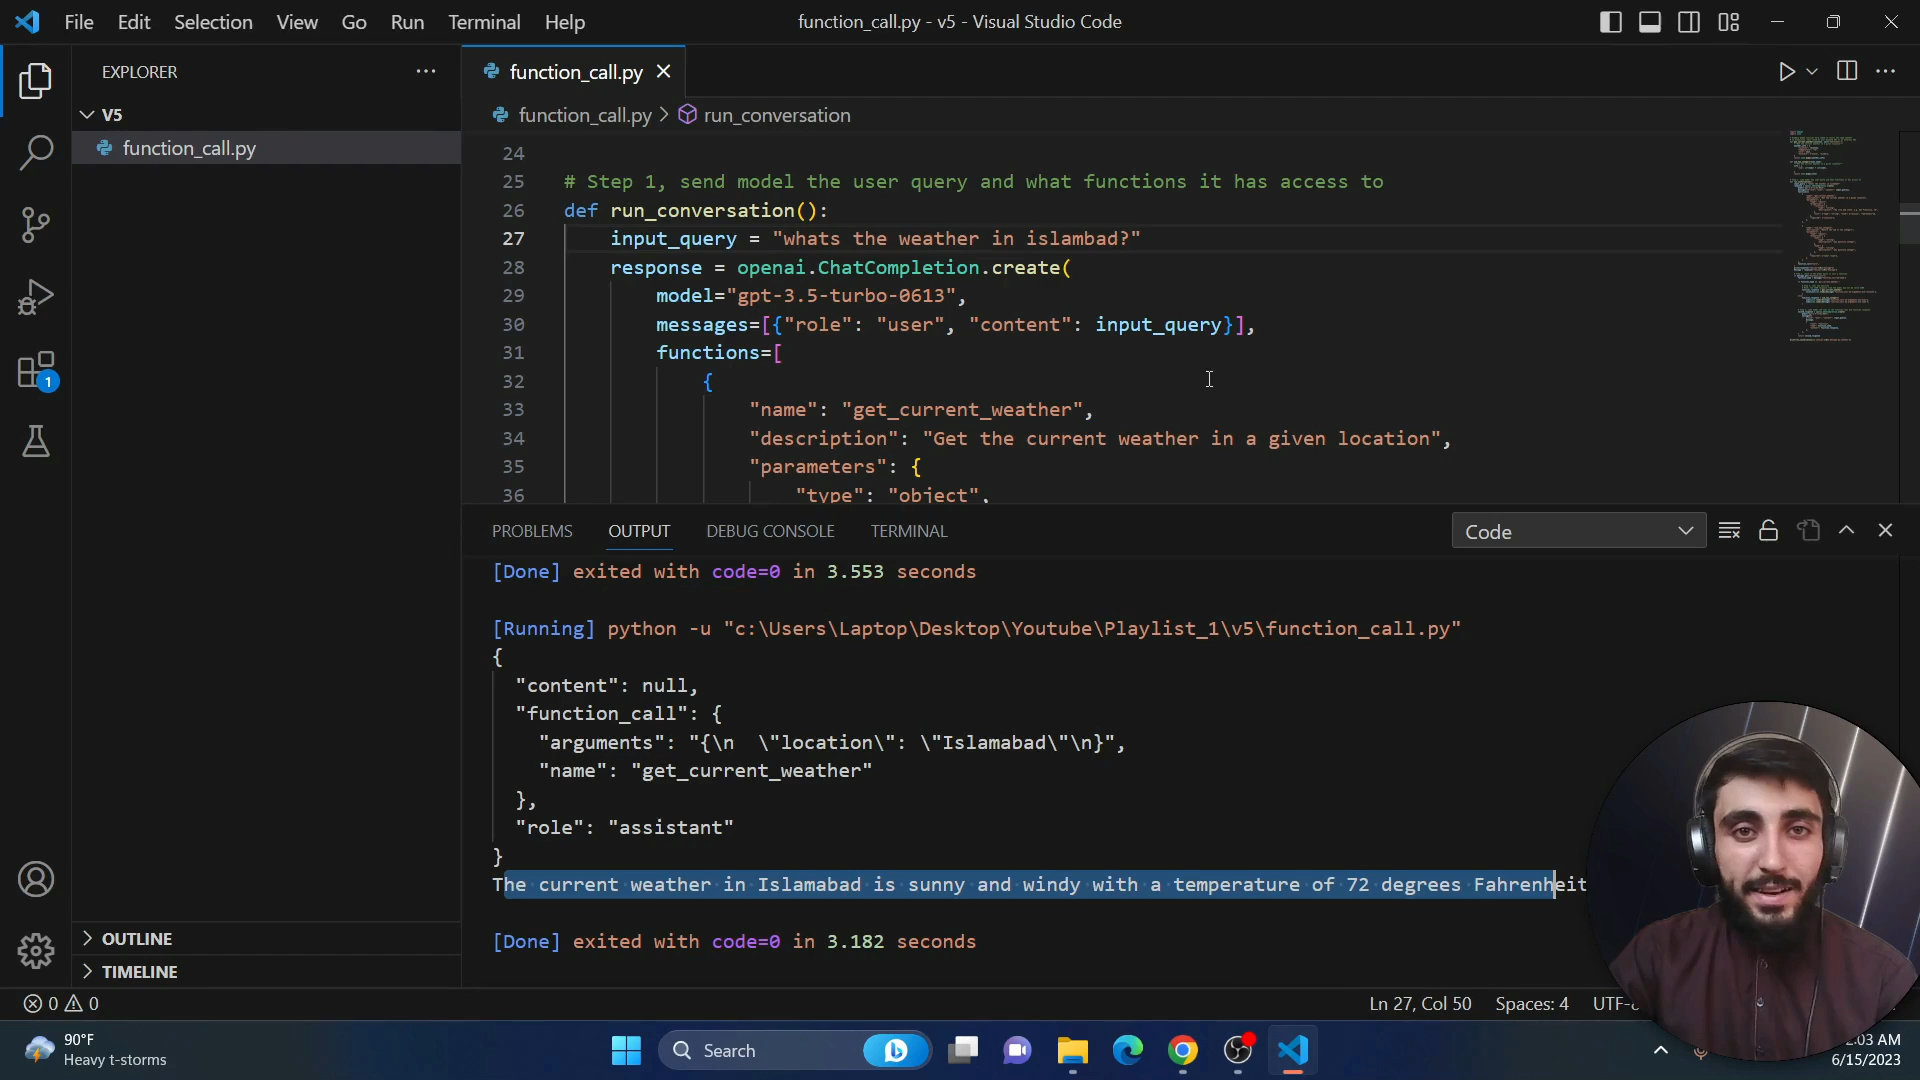 File Edit Selection View Go Run Terminal Help
function_call.py - v5 - Visual Studio Code
EXPLORER
V5
function_call.py
function_call.py
function_call.py > run_conversation
24
25 # Step 1, send model the user query and what functions it has access to
26 def run_conversation():
27 input_query = "whats the weather in islambad?"
28 response = openai.ChatCompletion.create(
29 model="gpt-3.5-turbo-0613",
30 messages=[{"role": "user", "content": input_query}],
31 functions=[
32 {
33 "name": "get_current_weather",
34 "description": "Get the current weather in a given location",
35 "parameters": {
36 "type": "object",
PROBLEMS OUTPUT DEBUG CONSOLE TERMINAL
Code
[Done] exited with code=0 in 3.553 seconds
[Running] python -u "c:\Users\Laptop\Desktop\Youtube\Playlist_1\v5\function_call.py"
{
"content": null,
"function_call": {
"arguments": "{\n  \"location\": \"Islamabad\"\n}",
"name": "get_current_weather"
},
"role": "assistant"
}
The current weather in Islamabad is sunny and windy with a temperature of 72 degrees Fahrenheit
[Done] exited with code=0 in 3.182 seconds
1
OUTLINE
TIMELINE
0 0
Ln 27, Col 50 Spaces: 4 UTF-
90°F
Heavy t-storms
Search
:03 AM
6/15/2023